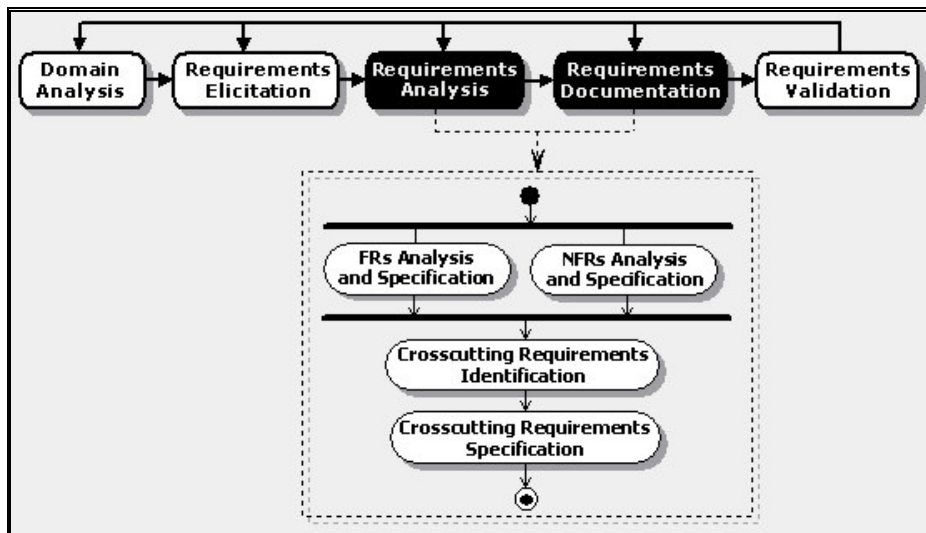 Domain
Analysis
Requirements
Elicitation
Requirements
Analysis
Requirements
Documentation
Requirements
Validation
FRs Analysis
and Specification
NFRs Analysis
and Specification
Crosscutting Requirements
Identification
Crosscutting Requirements
Specification